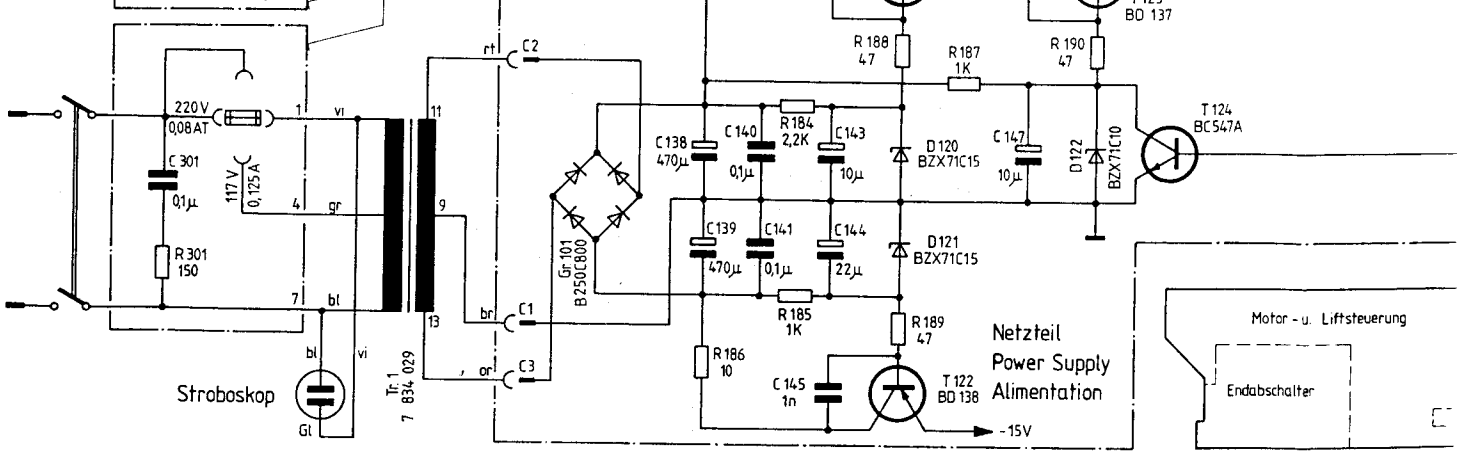 BD 137
R 188
47
R187
1K
R 190
47
rt
C2
T 124
BC547A
220 V
0,08 AT
1
vi
11
C 301
0,1µ
117 V
0,125 A
4
gr
9
R 301
150
7
bl
13
bl
vi
Stroboskop
Gl
Tr. 1
7 834 029
br
C1
or
C3
Gr. 101
B250C800
C 138
470µ
C 140
0,1µ
R 184
2,2K
C 143
10µ
D 120
BZX71C15
C 147
10µ
D122
BZX71C10
C 139
470µ
C 141
0,1µ
C 144
22µ
D 121
BZX71C15
R 185
1K
R 186
10
R 189
47
C 145
1n
T 122
BD 138
-15V
Netzteil
Power Supply
Alimentation
Motor - u. Liftsteuerung
Endabschalter